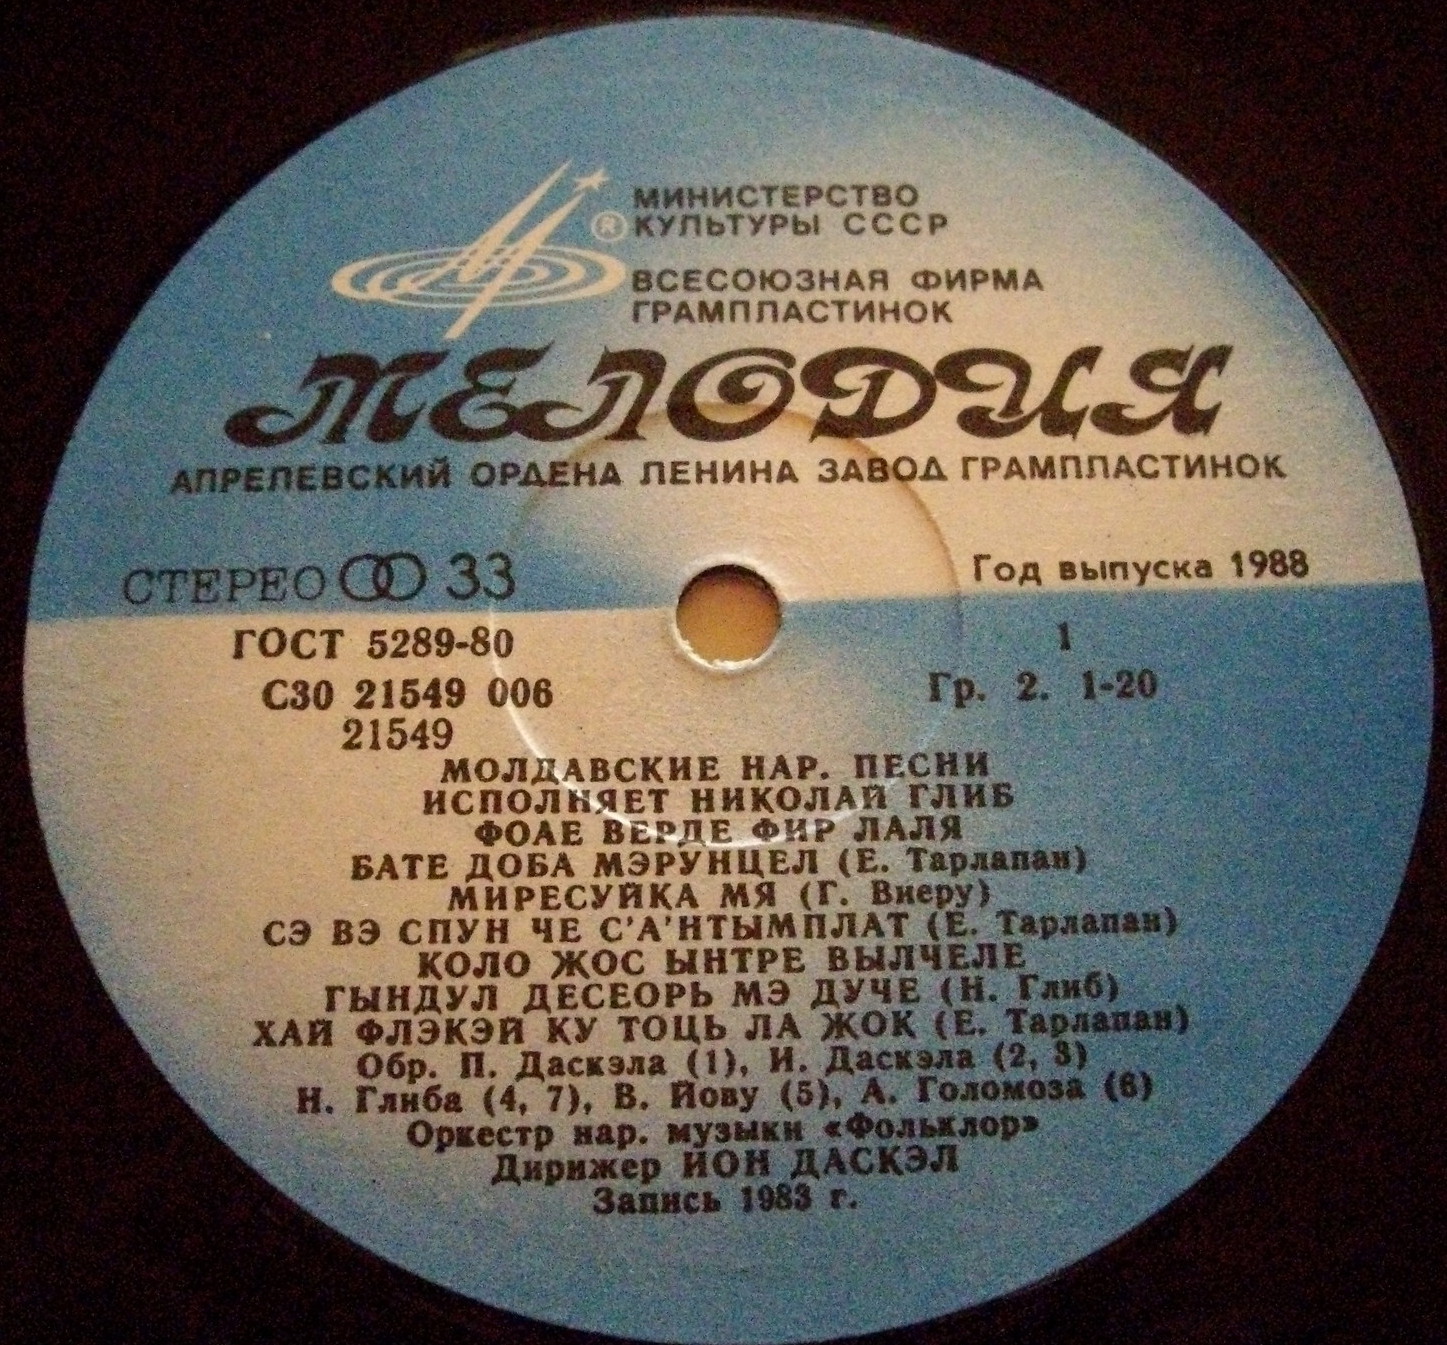 МИНИСТЕРСТВО
КУЛЬТУРЫ СССР
®
ВСЕСОЮЗНАЯ ФИРМА
ГРАМПЛАСТИНОК
МЕЛОДИЯ
АПРЕЛЕВСКИЙ ОРДЕНА ЛЕНИНА ЗАВОД ГРАМПЛАСТИНОК
СТЕРЕО 33
Год выпуска 1988
ГОСТ 5289-80
1
С30 21549 006
Гр. 2. 1-20
21549
МОЛДАВСКИЕ НАР. ПЕСНИ
ИСПОЛНЯЕТ НИКОЛАЙ ГЛИБ
ФОАЕ ВЕРДЕ ФИР ЛАЛЯ
БАТЕ ДОБА МЭРУНЦЕЛ (Е. Тарлапан)
МИРЕСУЙКА МЯ (Г. Виеру)
СЭ ВЭ СПУН ЧЕ С'А'НТЫМПЛАТ (Е. Тарлапан)
КОЛО ЖОС ЫНТРЕ ВЫЛЧЕЛЕ
ГЫНДУЛ ДЕСЕОРЬ МЭ ДУЧЕ (Н. Глиб)
ХАЙ ФЛЭКЭЙ КУ ТОЦЬ ЛА ЖОК (Е. Тарлапан)
Обр. П. Даскэла (1), И. Даскэла (2, 3)
Н. Глиба (4, 7), В. Йову (5), А. Голомоза (6)
Оркестр нар. музыки «Фольклор»
Дирижер ИОН ДАСКЭЛ
Запись 1983 г.